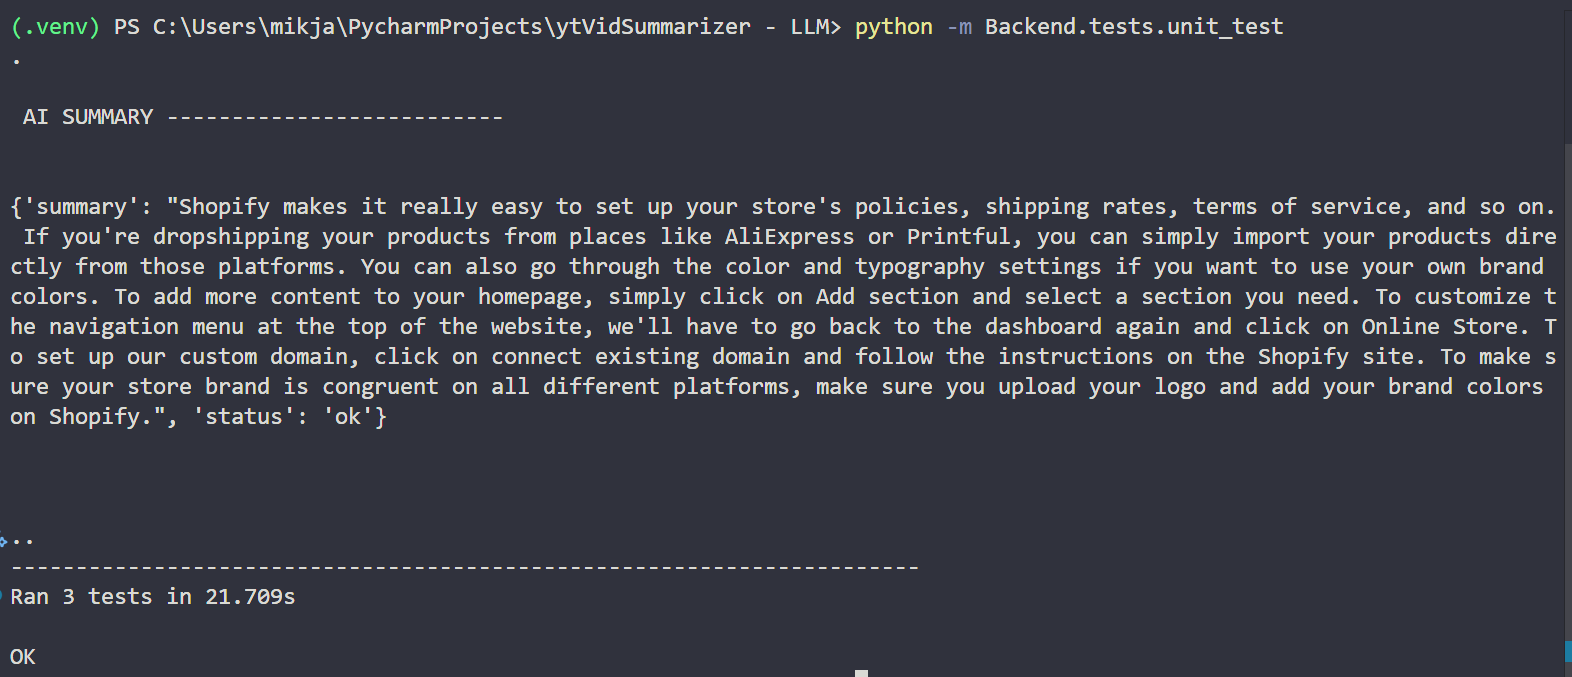 (.venv) PS C:\Users\mikja\PycharmProjects\ytVidSummarizer - LLM> python -m Backend.tests.unit_test
.
AI SUMMARY --------------------------
{'summary': "Shopify makes it really easy to set up your store's policies, shipping rates, terms of service, and so on.
 If you're dropshipping your products from places like AliExpress or Printful, you can simply import your products dire
ctly from those platforms. You can also go through the color and typography settings if you want to use your own brand
colors. To add more content to your homepage, simply click on Add section and select a section you need. To customize t
he navigation menu at the top of the website, we'll have to go back to the dashboard again and click on Online Store. T
o set up our custom domain, click on connect existing domain and follow the instructions on the Shopify site. To make s
ure your store brand is congruent on all different platforms, make sure you upload your logo and add your brand colors
on Shopify.", 'status': 'ok'}
..
----------------------------------------------------------------------
Ran 3 tests in 21.709s
OK